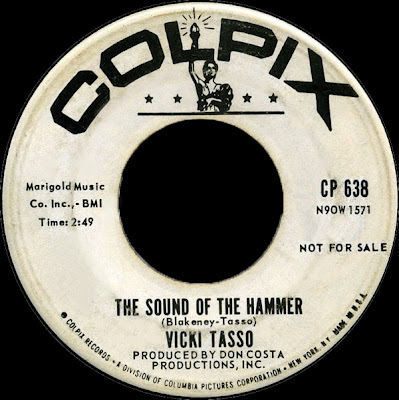 COLPIX
Marigold Music
Co. Inc.,- BMI
Time: 2:49
CP 638
N9OW 1571
NOT FOR SALE
THE SOUND OF THE HAMMER
(Blakeney-Tasso)
VICKI TASSO
PRODUCED BY DON COSTA
PRODUCTIONS, INC.
© COLPIX RECORDS • A DIVISION OF COLUMBIA PICTURES CORPORATION • NEW YORK, N.Y. MADE IN U.S.A.